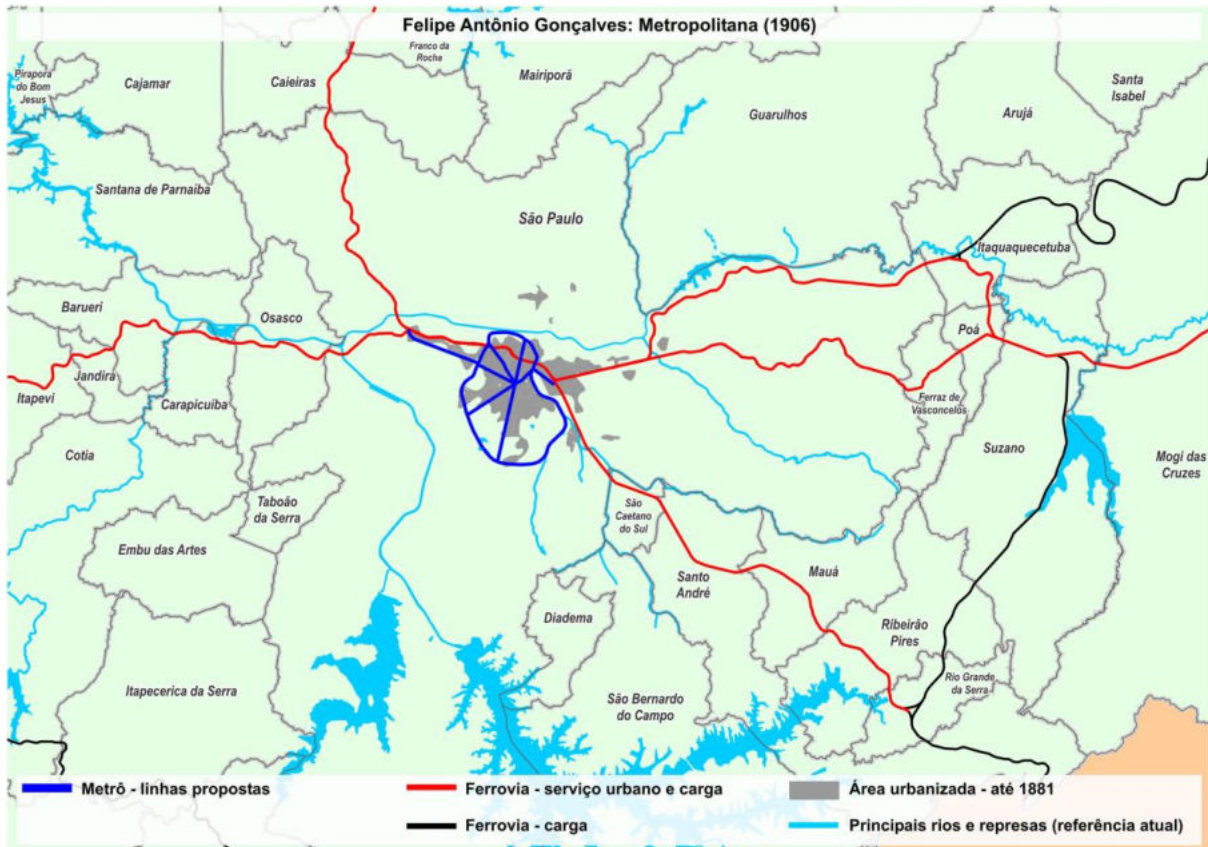 Felipe Antônio Gonçalves: Metropolitana (1906)
Pirapora
do Bom
Jesus
Cajamar
Caieiras
Franco da
Rocha
Mairiporã
Guarulhos
Arujá
Santa
Isabel
Santana de Parnaíba
São Paulo
Itaquaquecetuba
Barueri
Osasco
Poá
Jandira
Itapevi
Carapicuíba
Ferraz de
Vasconcelos
Suzano
Cotia
Mogi das
Cruzes
Taboão
da Serra
São
Caetano
do Sul
Embu das Artes
Santo
André
Mauá
Diadema
Ribeirão
Pires
Itapecerica da Serra
São Bernardo
do Campo
Rio Grande
da Serra
Metrô - linhas propostas
Ferrovia - serviço urbano e carga
Área urbanizada - até 1881
Ferrovia - carga
Principais rios e represas (referência atual)